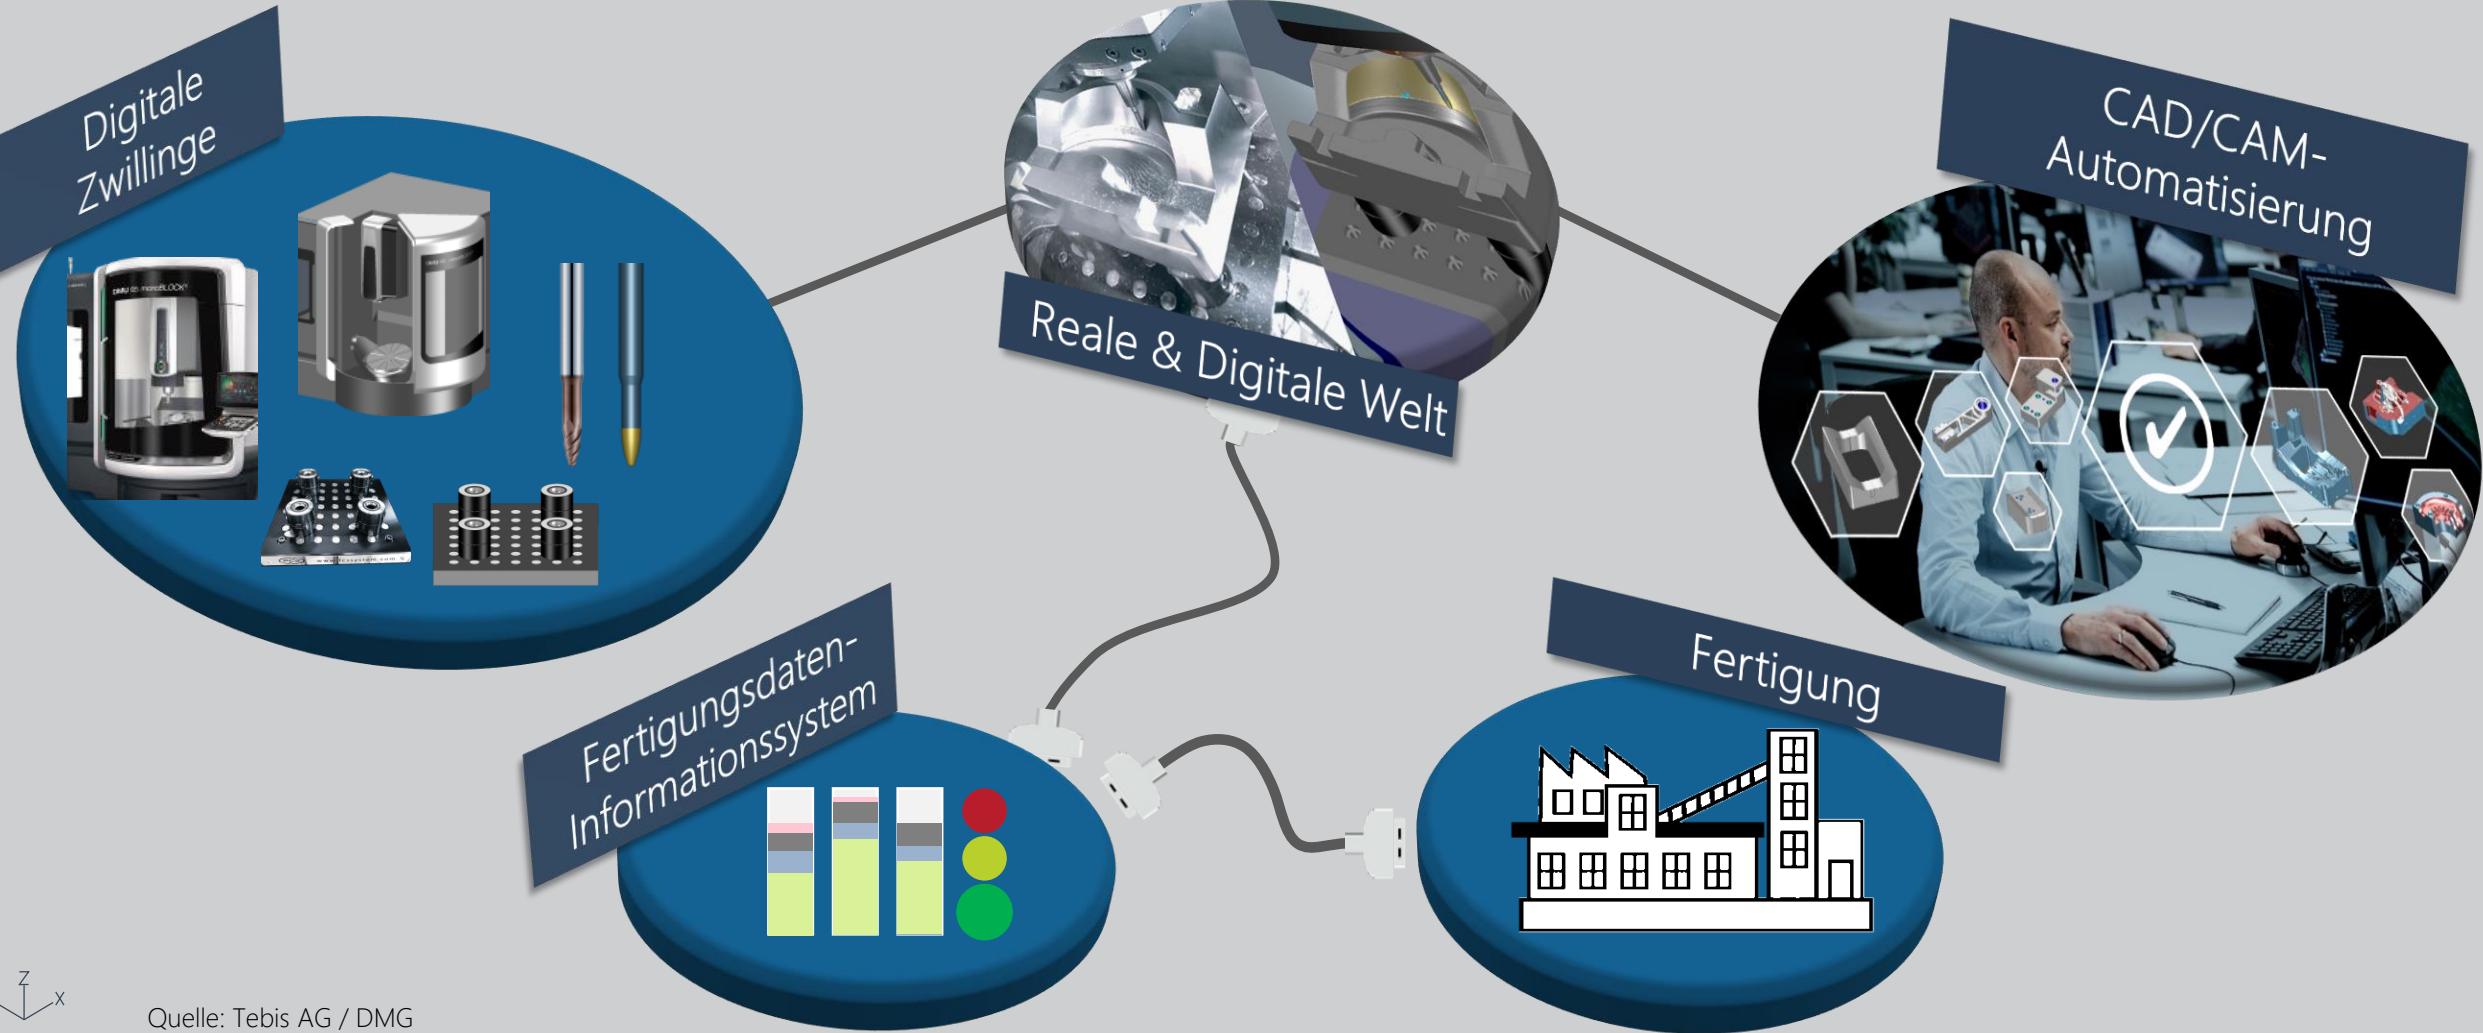 Digitale
Zwillinge
Reale & Digitale Welt
CAD/CAM-
Automatisierung
Fertigungsdaten-
Informationssystem
Fertigung
Z
X
Quelle: Tebis AG / DMG